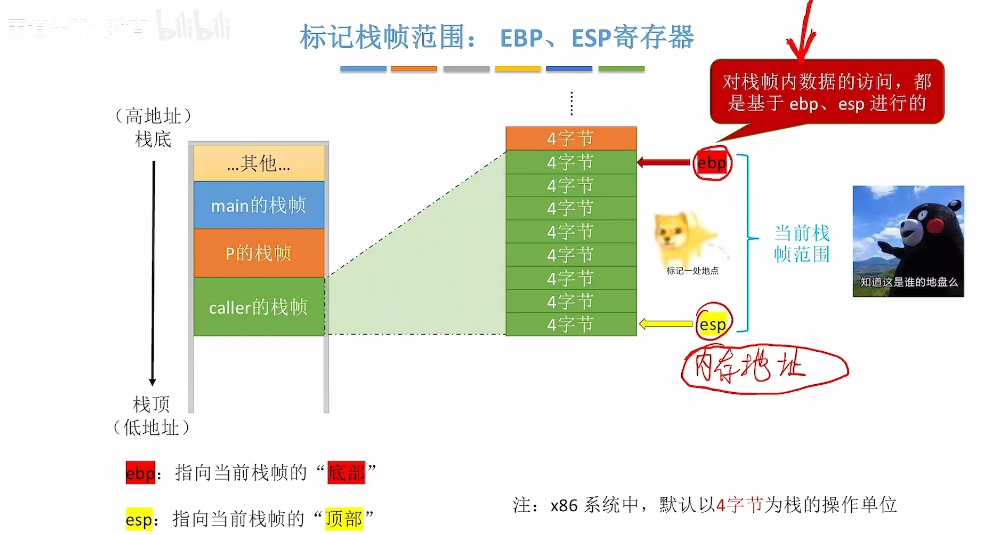 bilibili
标记栈帧范围： EBP、ESP寄存器
对栈帧内数据的访问，都
是基于 ebp、esp 进行的
（高地址）
栈底
…其他…
main的栈帧
P的栈帧
caller的栈帧
栈顶
（低地址）
4字节
4字节
4字节
4字节
4字节
4字节
4字节
4字节
4字节
ebp
esp
内存地址
标记一处地点
当前栈
帧范围
知道这是谁的地盘么
ebp：指向当前栈帧的“底部”
esp：指向当前栈帧的“顶部”
注：x86 系统中，默认以4字节为栈的操作单位